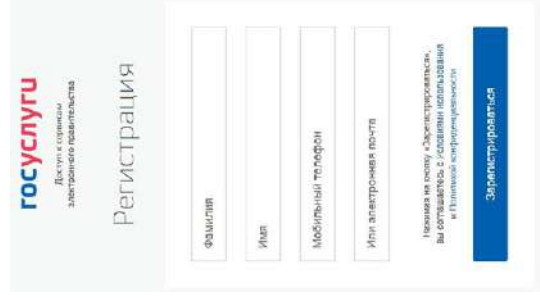 госуслуги
Доступ к сервисам
электронного правительства
Регистрация
Фамилия
Имя
Мобильный телефон
Или электронная почта
Нажимая на кнопку «Зарегистрироваться»,
вы соглашаетесь с Условиями использования
и Политикой конфиденциальности
Зарегистрироваться